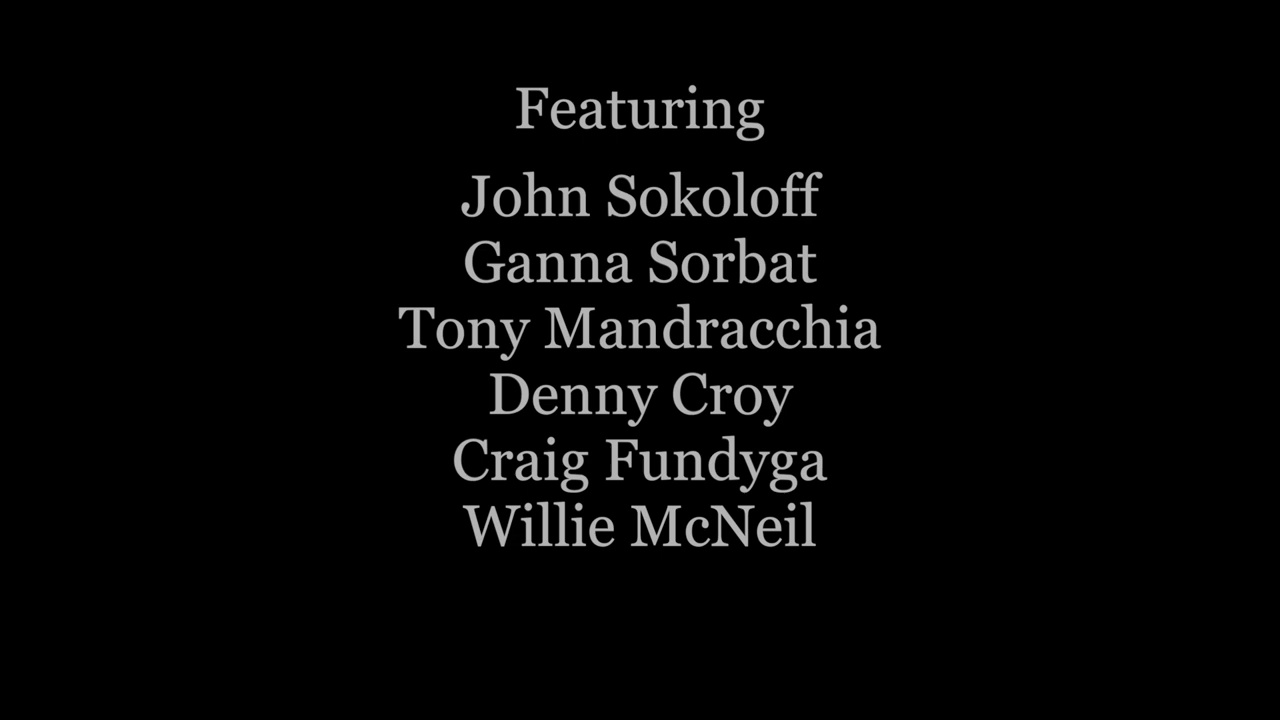 Featuring
John Sokoloff
Ganna Sorbat
Tony Mandracchia
Denny Croy
Craig Fundyga
Willie McNeil